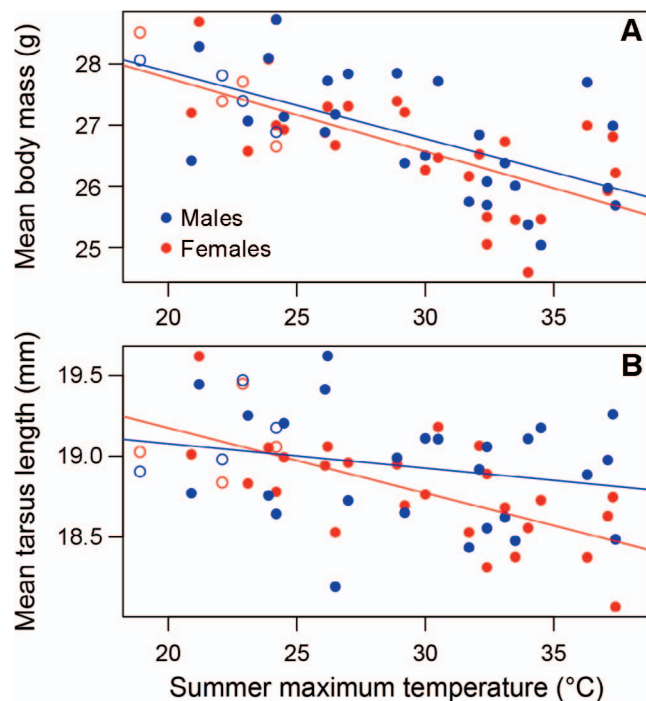 A
Mean body mass (g)
28
27
26
25
Males
Females
20 25 30 35
B
Mean tarsus length (mm)
19.5
19.0
18.5
20 25 30 35
Summer maximum temperature (°C)